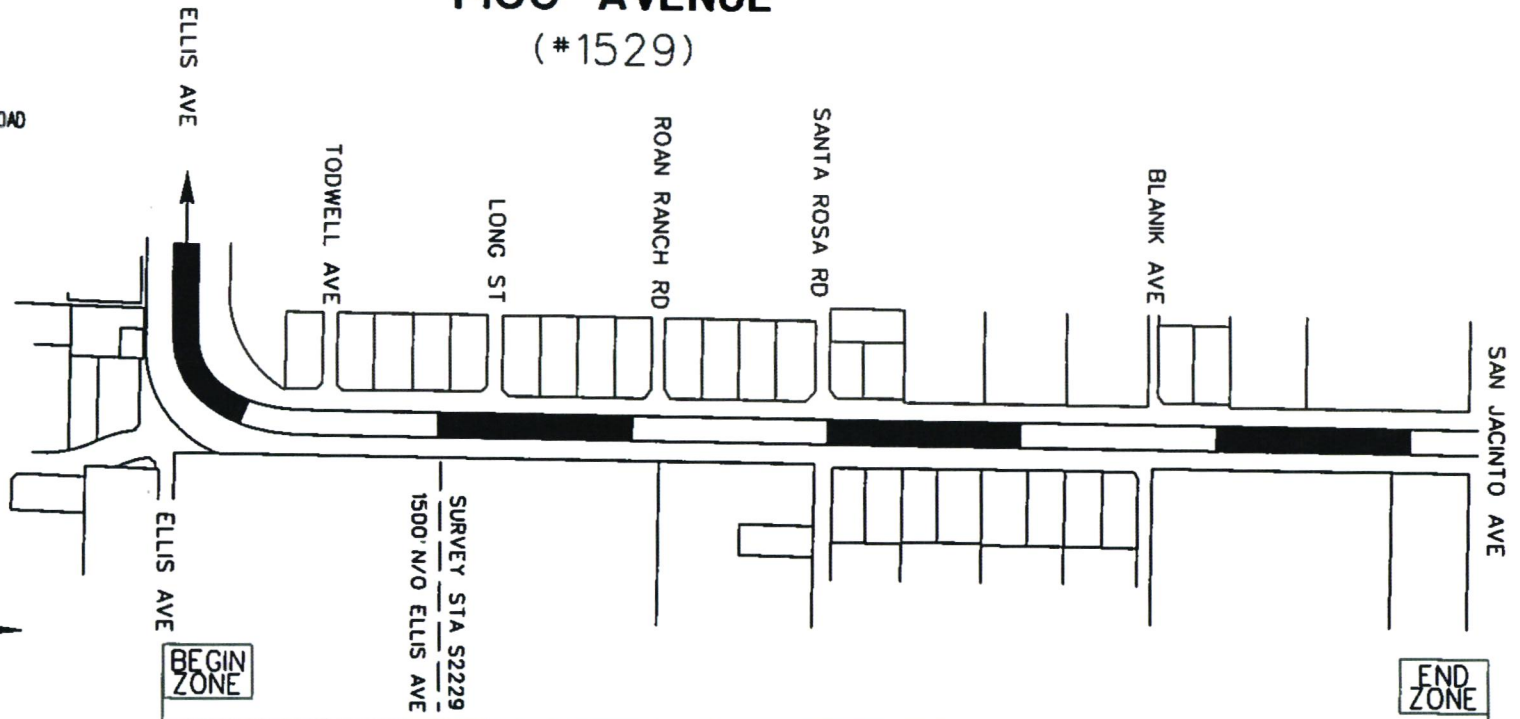 AVENUE
(#1529)
ELLIS AVE
TODWELL AVE
LONG ST
ROAN RANCH RD
SANTA ROSA RD
BLANIK AVE
SAN JACINTO AVE
ELLIS AVE
SURVEY STA S2229
1500' N/O ELLIS AVE
BEGIN
ZONE
END
ZONE